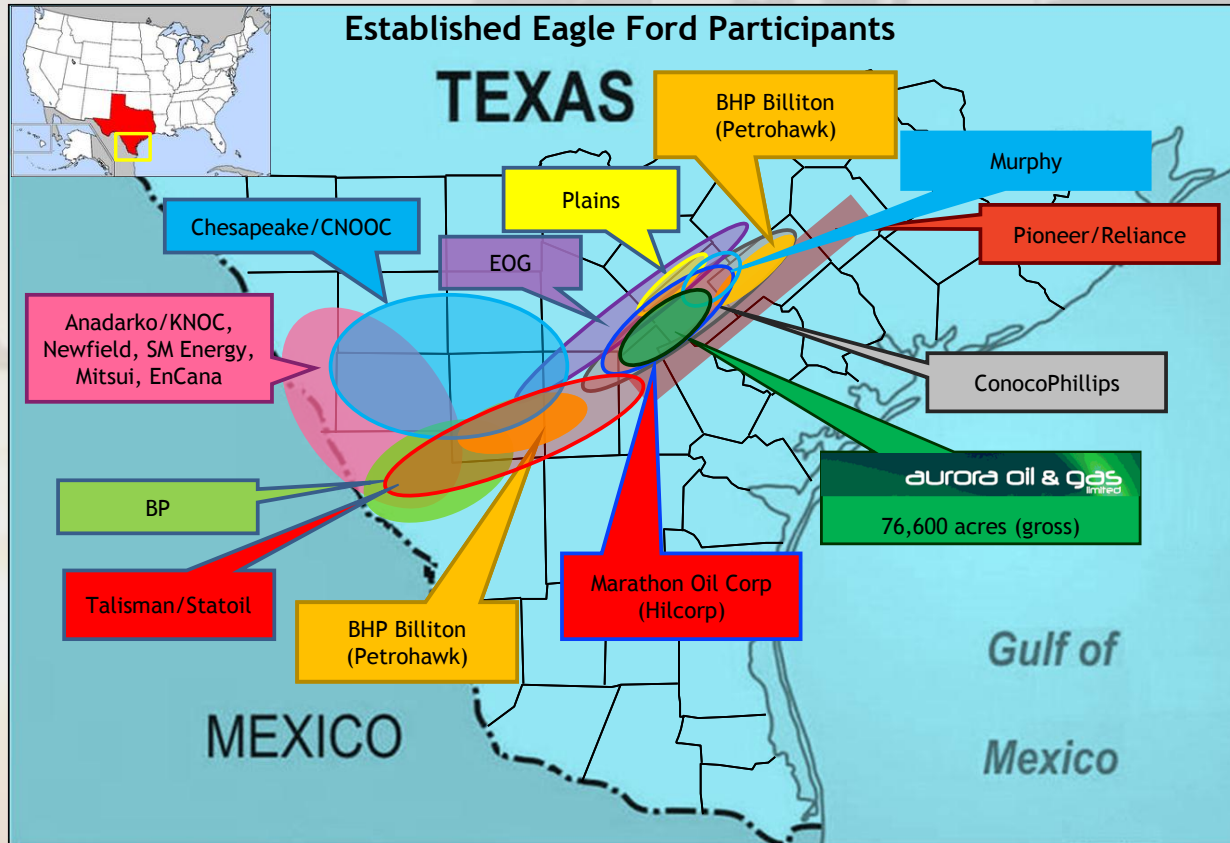 Established Eagle Ford Participants
TEXAS
BHP Billiton
(Petrohawk)
Murphy
Plains
Chesapeake/CNOOC
Pioneer/Reliance
EOG
Anadarko/KNOC,
Newfield, SM Energy,
Mitsui, EnCana
ConocoPhillips
aurora oil & gas
limited
76,600 acres (gross)
BP
Talisman/Statoil
Marathon Oil Corp
(Hilcorp)
BHP Billiton
(Petrohawk)
Gulf of
Mexico
MEXICO